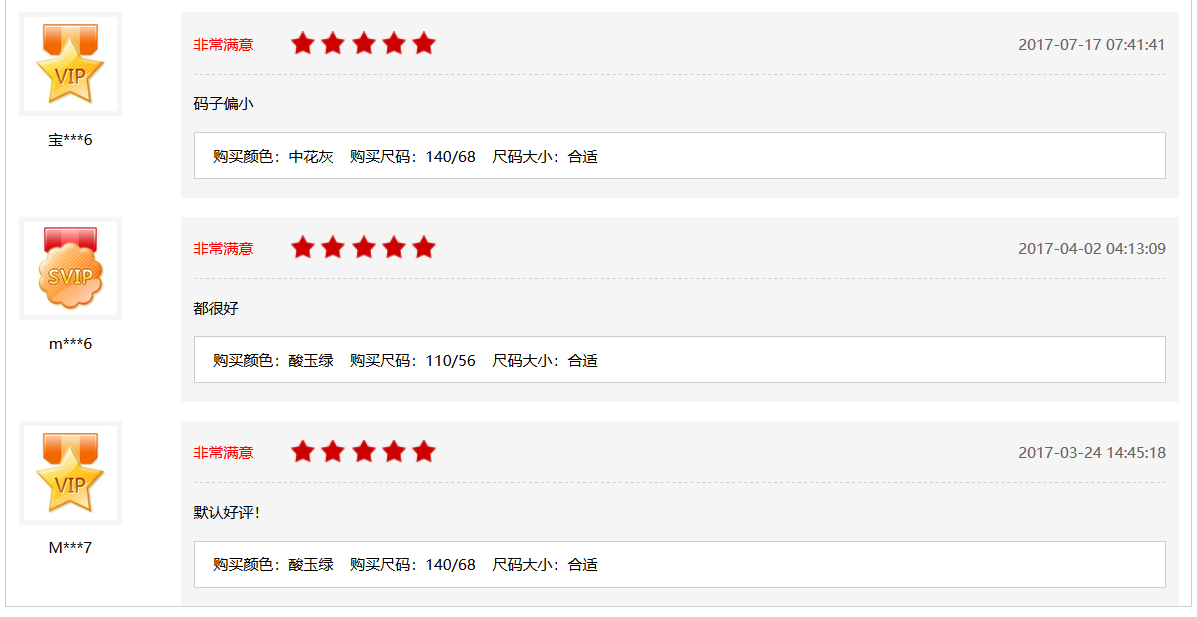 VIP
宝***6
非常满意 2017-07-17 07:41:41
码子偏小
购买颜色：中花灰 购买尺码：140/68 尺码大小：合适
SVIP
m***6
非常满意 2017-04-02 04:13:09
都很好
购买颜色：酸玉绿 购买尺码：110/56 尺码大小：合适
VIP
M***7
非常满意 2017-03-24 14:45:18
默认好评！
购买颜色：酸玉绿 购买尺码：140/68 尺码大小：合适